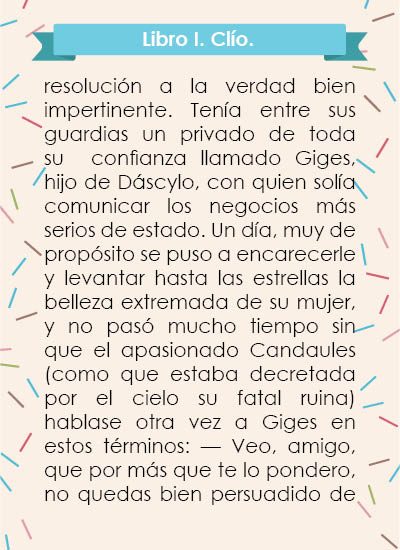 Libro I. Clío.
resolución a la verdad bien
impertinente. Tenía entre sus
guardias un privado de toda
su confianza llamado Giges,
hijo de Dáscylo, con quien solía
comunicar los negocios más
serios de estado. Un día, muy de
propósito se puso a encarecerle
y levantar hasta las estrellas la
belleza extremada de su mujer,
y no pasó mucho tiempo sin
que el apasionado Candaules
(como que estaba decretada
por el cielo su fatal ruina)
hablase otra vez a Giges en
estos términos: — Veo, amigo,
que por más que te lo pondero,
no quedas bien persuadido de